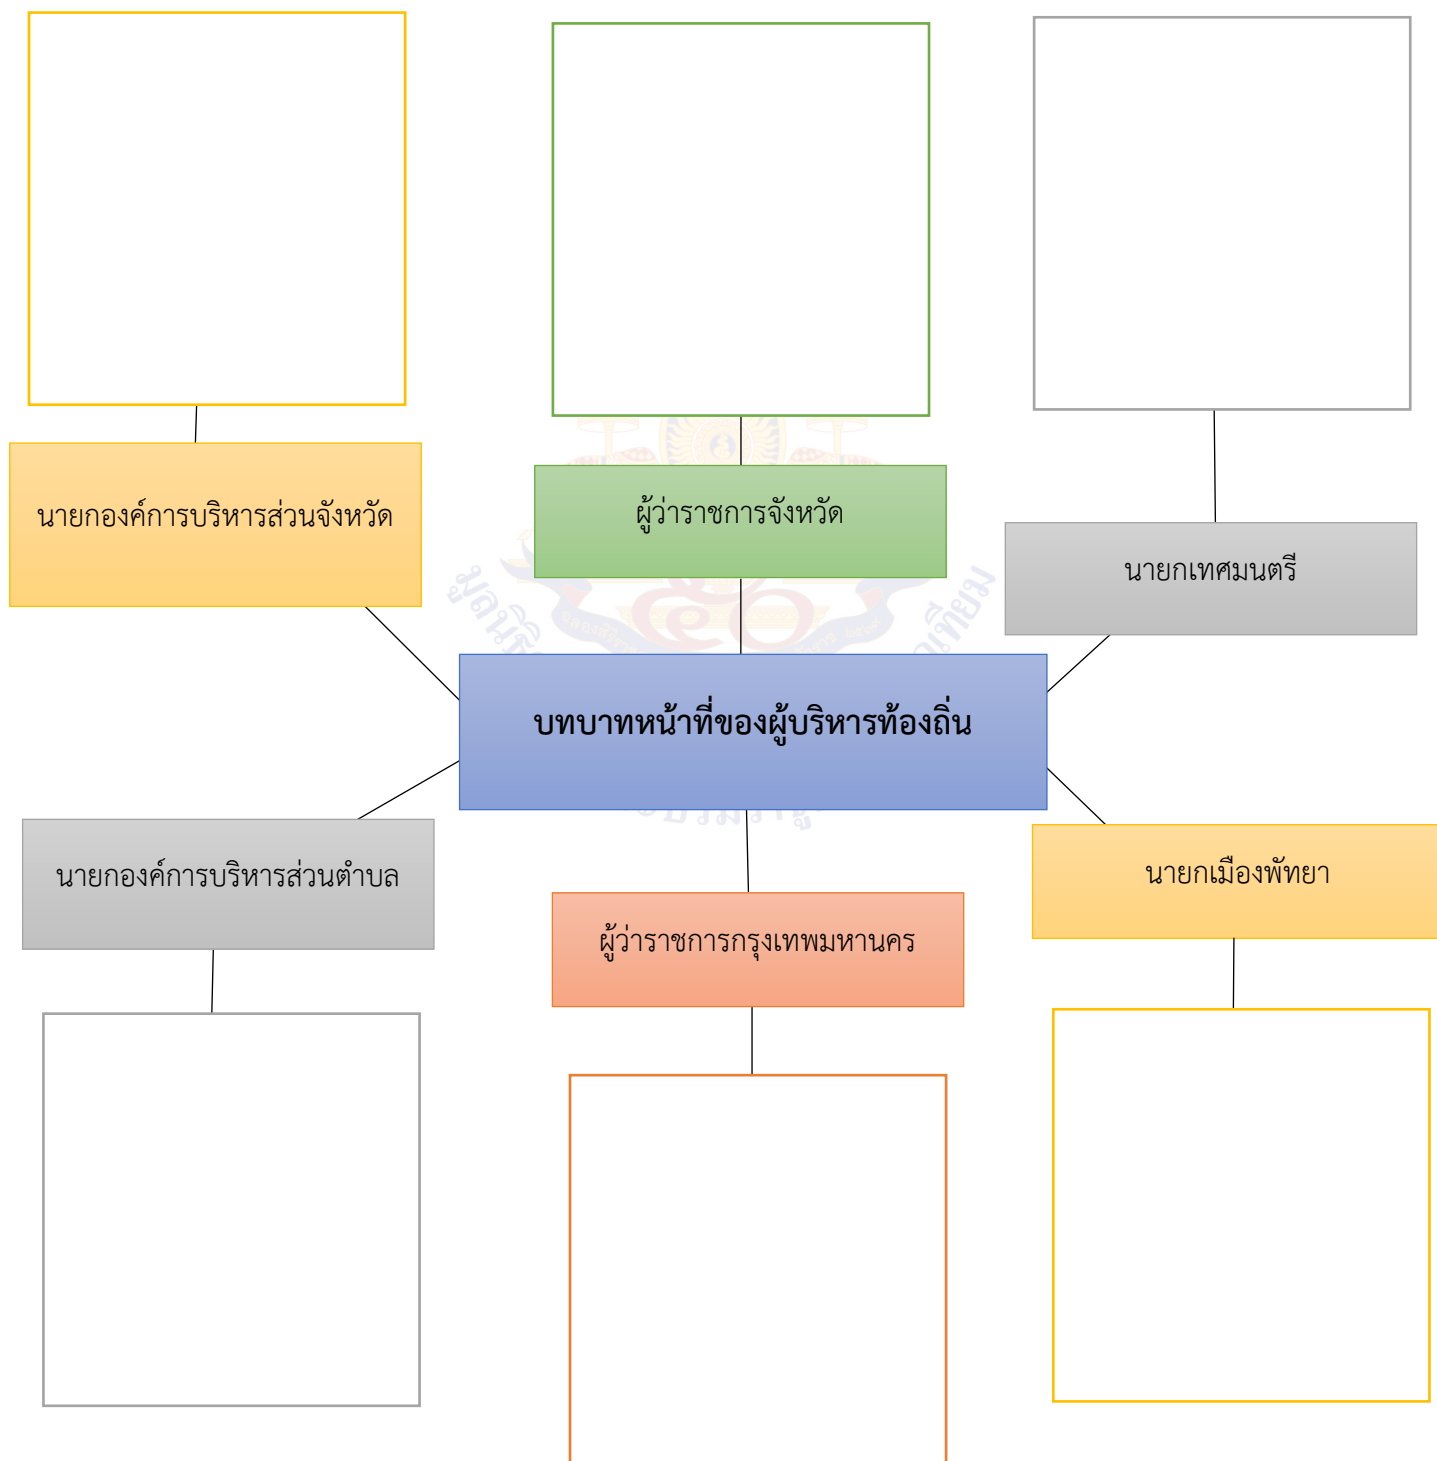 นายกองค์การบริหารส่วนจังหวัด
ผู้ว่าราชการจังหวัด
นายกเทศมนตรี
บทบาทหน้าที่ของผู้บริหารท้องถิ่น
นายกองค์การบริหารส่วนตำบล
ผู้ว่าราชการกรุงเทพมหานคร
นายกเมืองพัทยา